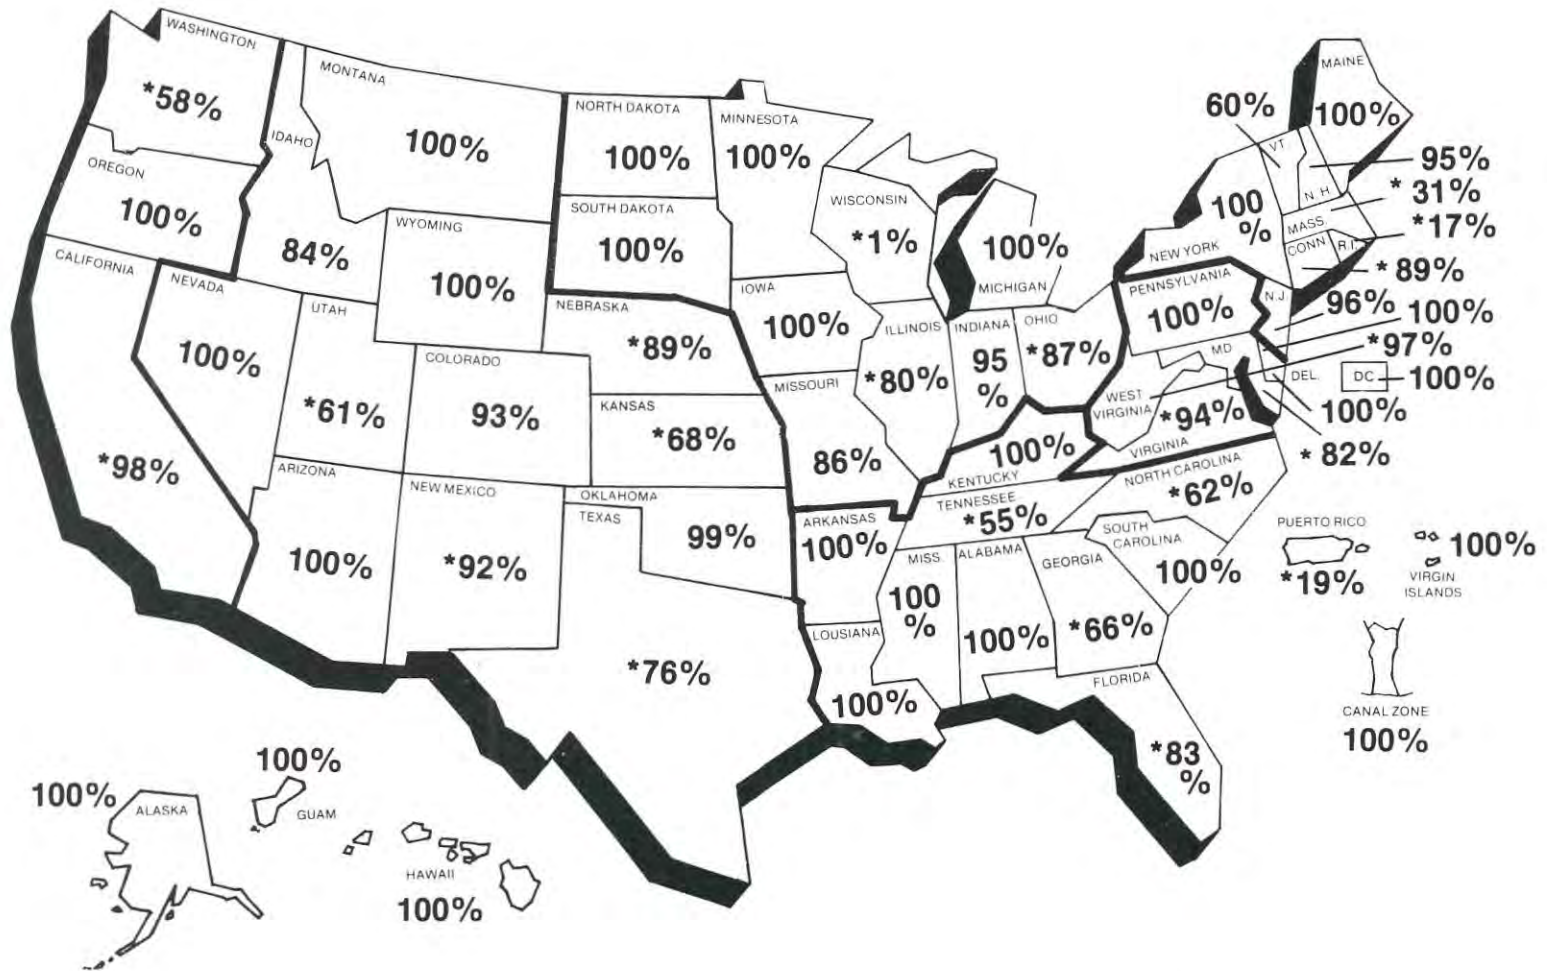 WASHINGTON
*58%
OREGON
100%
CALIFORNIA
*98%
NEVADA
100%
IDAHO
84%
MONTANA
100%
WYOMING
100%
UTAH
*61%
COLORADO
93%
ARIZONA
100%
NEW MEXICO
*92%
NORTH DAKOTA
100%
SOUTH DAKOTA
100%
NEBRASKA
*89%
KANSAS
*68%
OKLAHOMA
99%
TEXAS
*76%
MINNESOTA
100%
IOWA
100%
MISSOURI
86%
ARKANSAS
100%
LOUSIANA
100%
WISCONSIN
*1%
ILLINOIS
*80%
MICHIGAN
100%
INDIANA
95
%
OHIO
*87%
KENTUCKY
100%
TENNESSEE
*55%
MISS.
100
%
ALABAMA
100%
GEORGIA
*66%
FLORIDA
*83
%
SOUTH
CAROLINA
100%
NORTH CAROLINA
*62%
VIRGINIA
*94%
WEST
VIRGINIA
PENNSYLVANIA
100%
NEW YORK
100
%
MAINE
100%
60%
VT.
N.H.
95%
MASS.
* 31%
R.I.
*17%
CONN
* 89%
N.J.
96%
MD
100%
*97%
DEL.
DC
100%
100%
* 82%
PUERTO RICO
*19%
100%
VIRGIN
ISLANDS
CANAL ZONE
100%
100%
ALASKA
100%
GUAM
HAWAII
100%